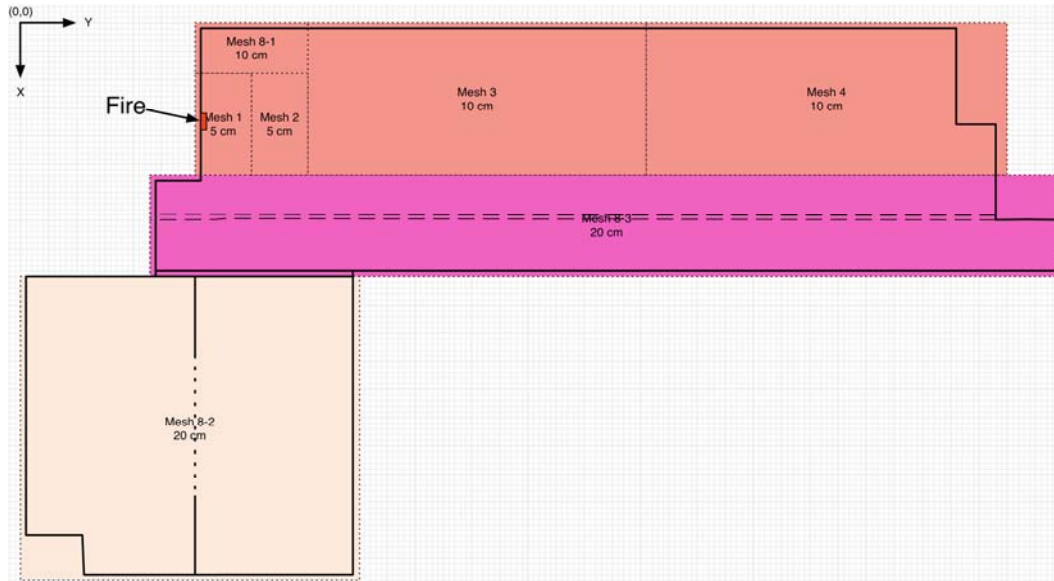 (0,0)
Y
X
Fire
Mesh 8-1
10 cm
Mesh 1
5 cm
Mesh 2
5 cm
Mesh 3
10 cm
Mesh 4
10 cm
Mesh 8-3
20 cm
Mesh 8-2
20 cm